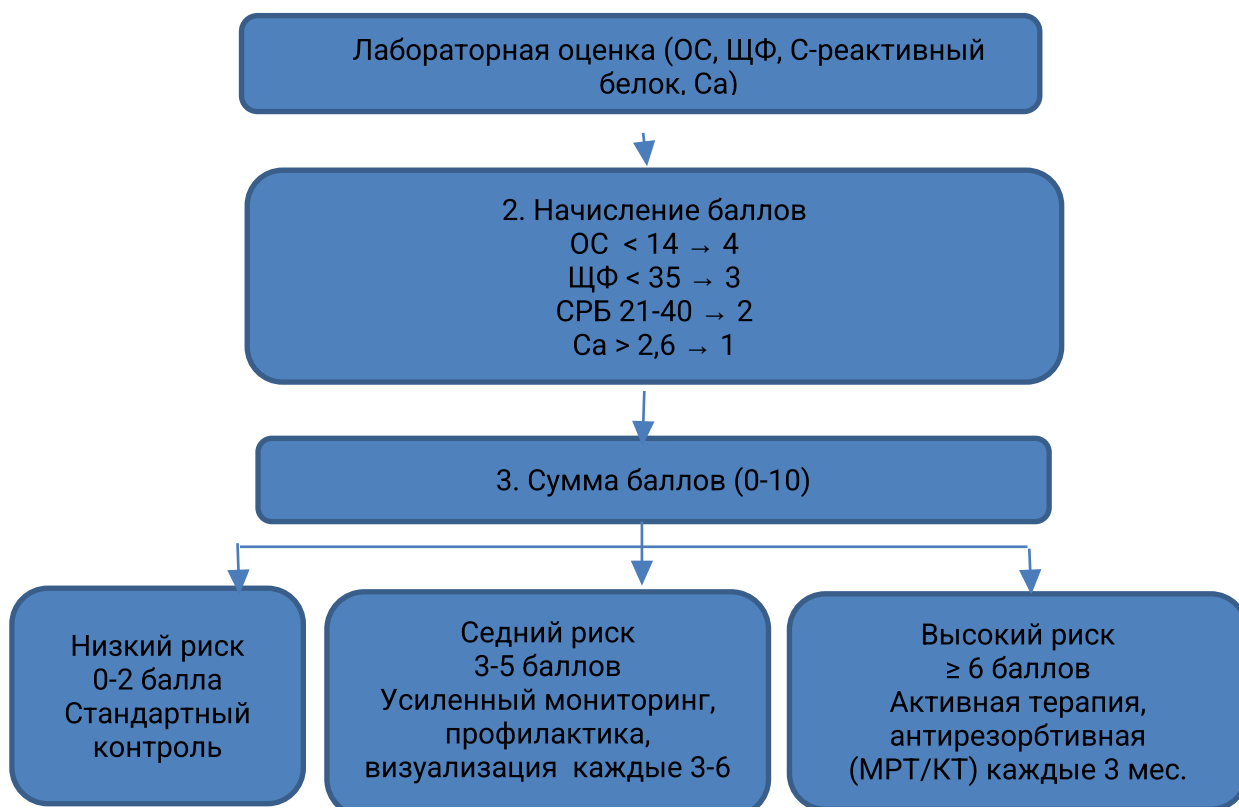 Лабораторная оценка (ОС, ЩФ, С-реактивный
белок, Са)
2. Начисление баллов
ОС < 14 → 4
ЩФ < 35 → 3
СРБ 21-40 → 2
Са > 2,6 → 1
3. Сумма баллов (0-10)
Низкий риск
0-2 балла
Стандартный
контроль
Седний риск
3-5 баллов
Усиленный мониторинг,
профилактика,
визуализация каждые 3-6
Высокий риск
≥ 6 баллов
Активная терапия,
антирезорбтивная
(МРТ/КТ) каждые 3 мес.